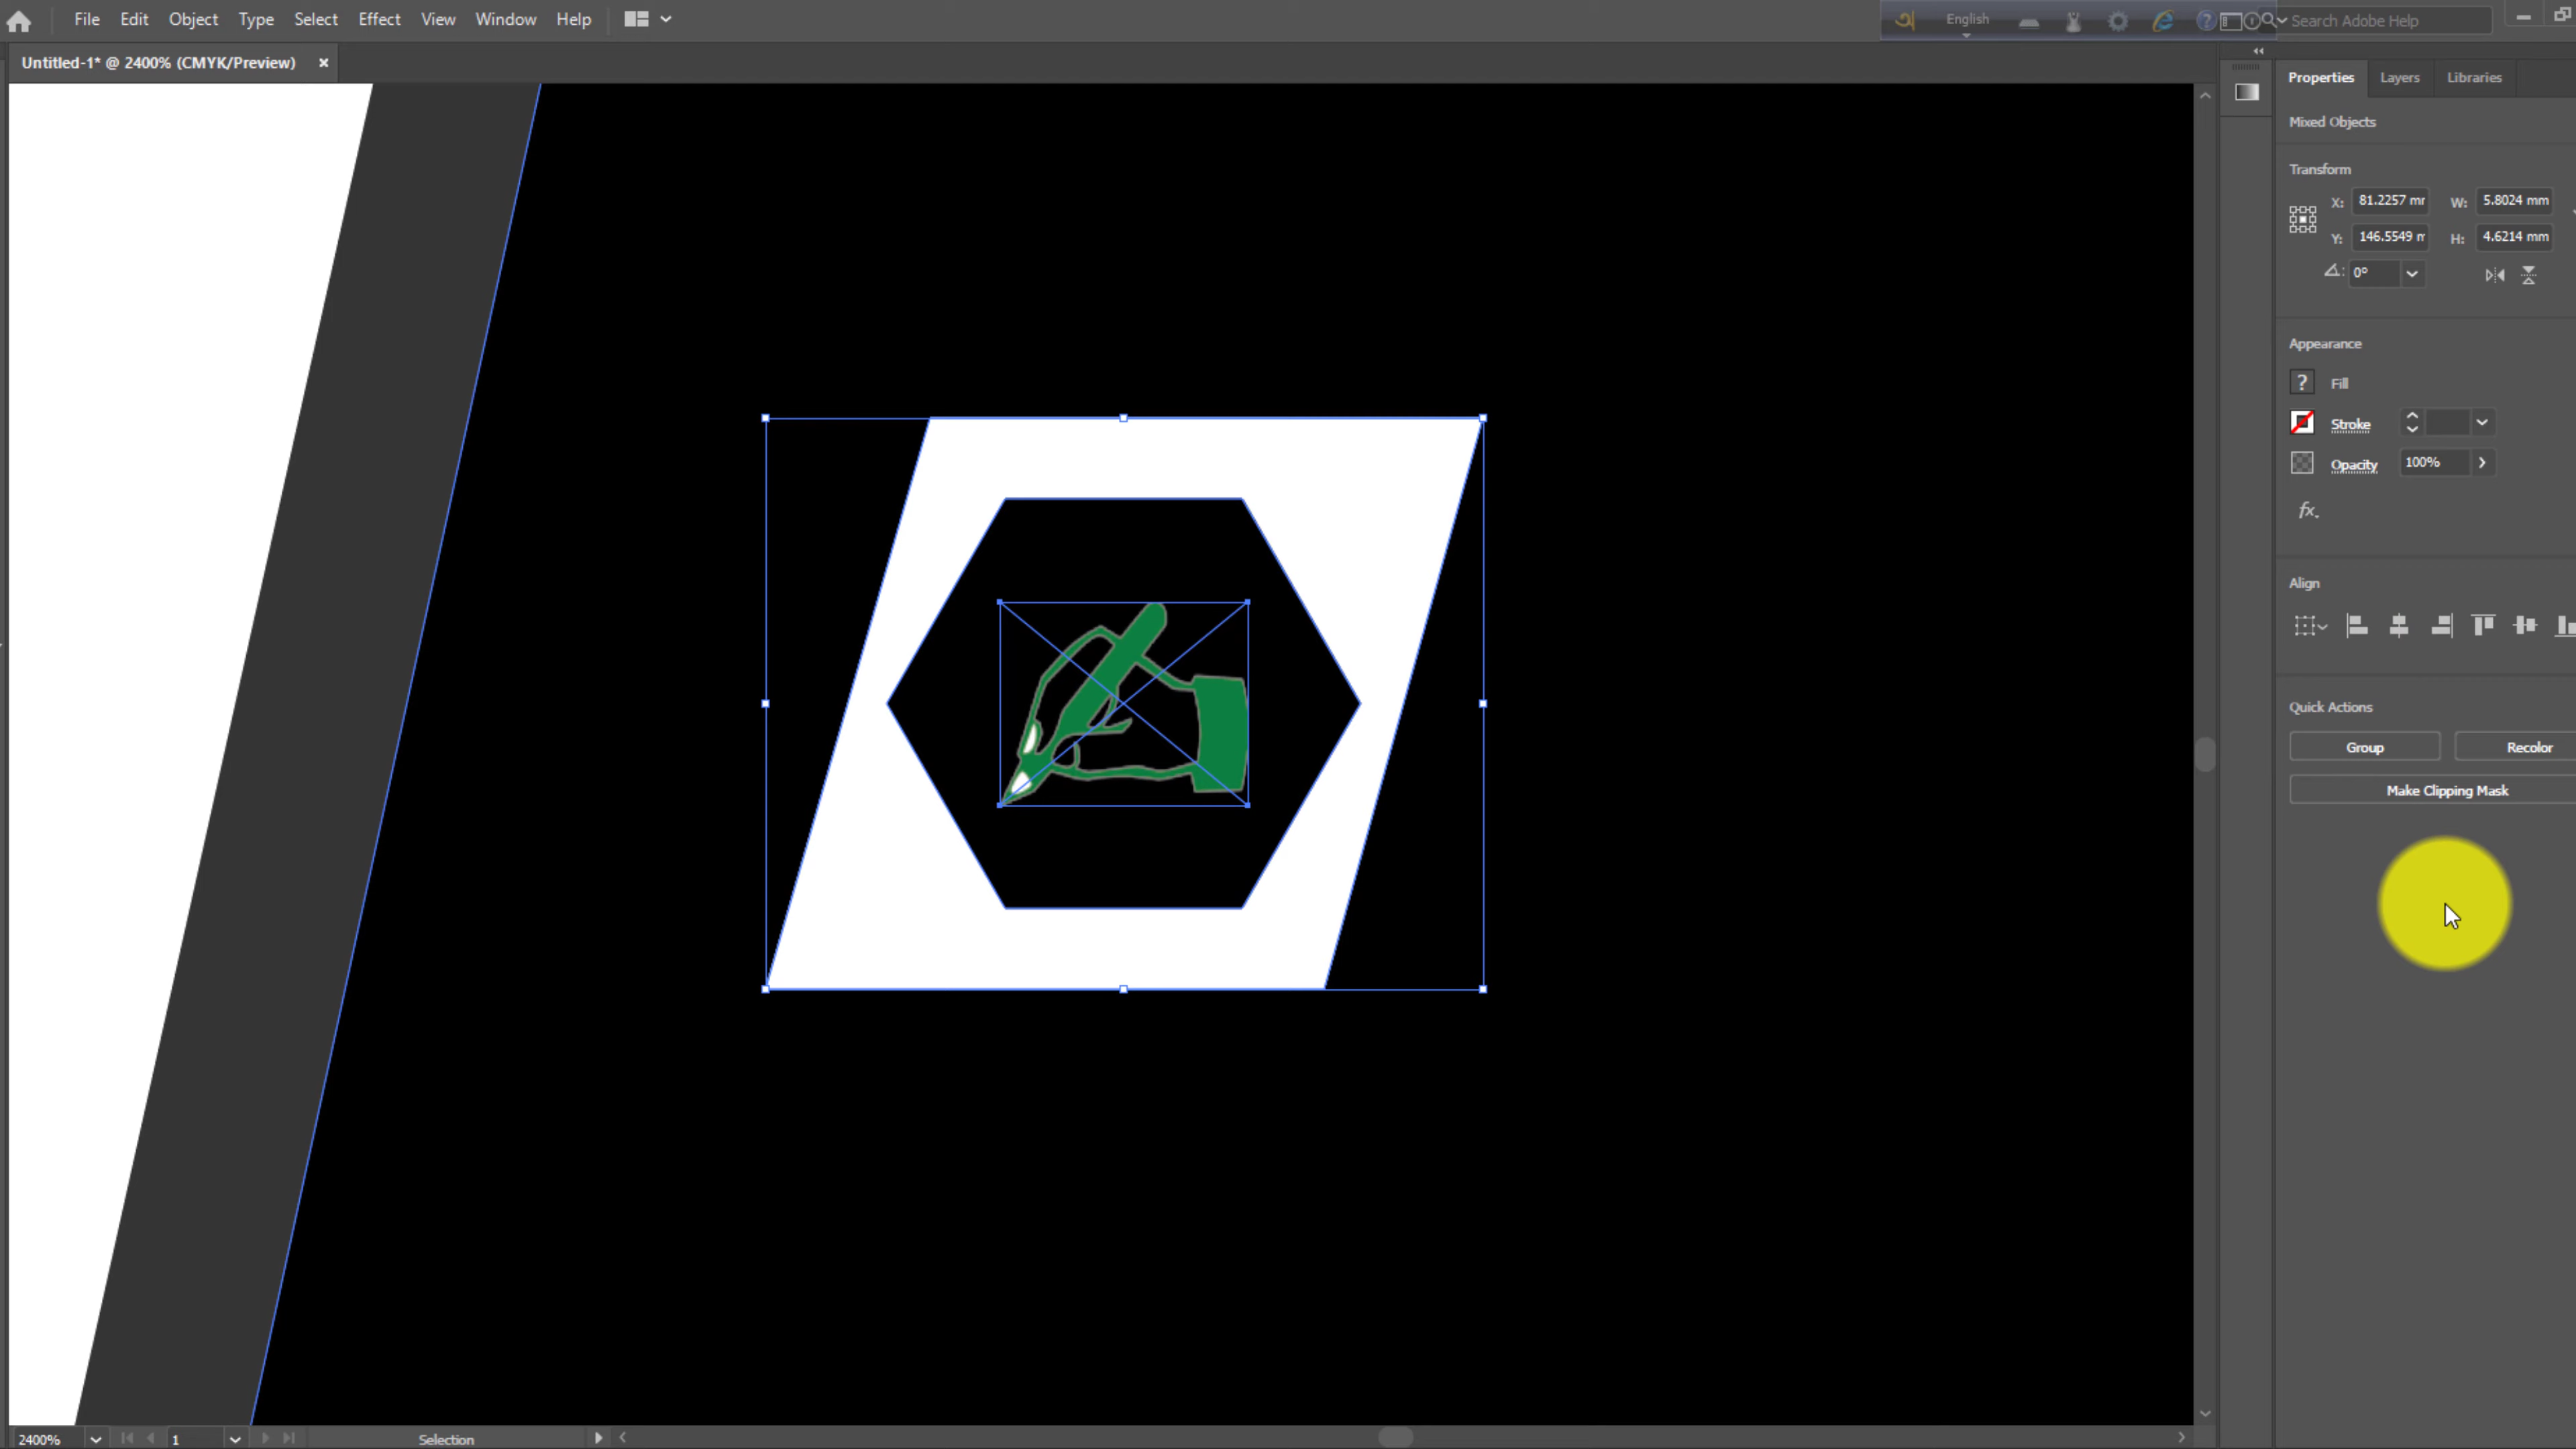 File Edit Object Type Select Effect View Window Help
অ English Search Adobe Help
Untitled-1* @ 2400% (CMYK/Preview) ×
Properties Layers Libraries
Mixed Objects
Transform
X: 81.2257 mr W: 5.8024 mm
Y: 146.5549 n H: 4.6214 mm
0°
Appearance
? Fill
Stroke
Opacity 100%
fx.
Align
Quick Actions
Group Recolor
Make Clipping Mask
2400% 1 Selection